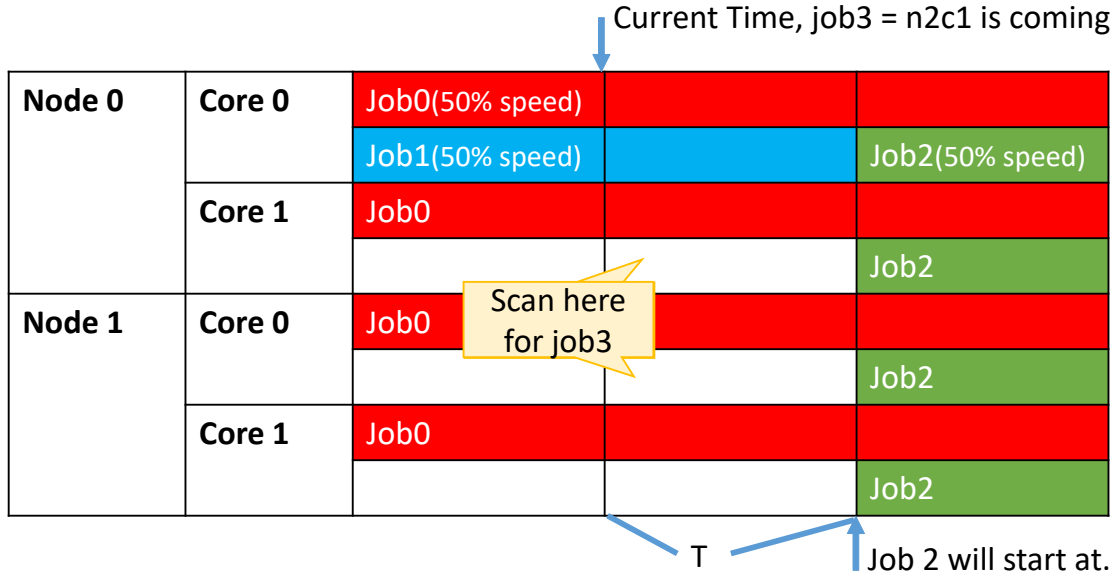 Current Time, job3 = n2c1 is coming
Node 0 Core 0 Job0(50% speed)
Job1(50% speed) Job2(50% speed)
Core 1 Job0
Job2
Scan here
for job3
Node 1 Core 0 Job0
Job2
Core 1 Job0
Job2
T
Job 2 will start at.